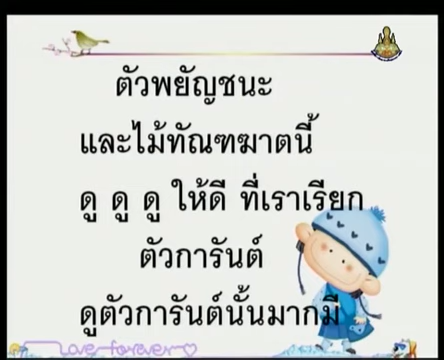 ตัวพยัญชนะ
และไม้ทัณฑฆาตนี้
ดู ดู ดู ให้ดี ที่เราเรียก
ตัวการันต์
ดูตัวการันต์นั้นมากมี
Love forever